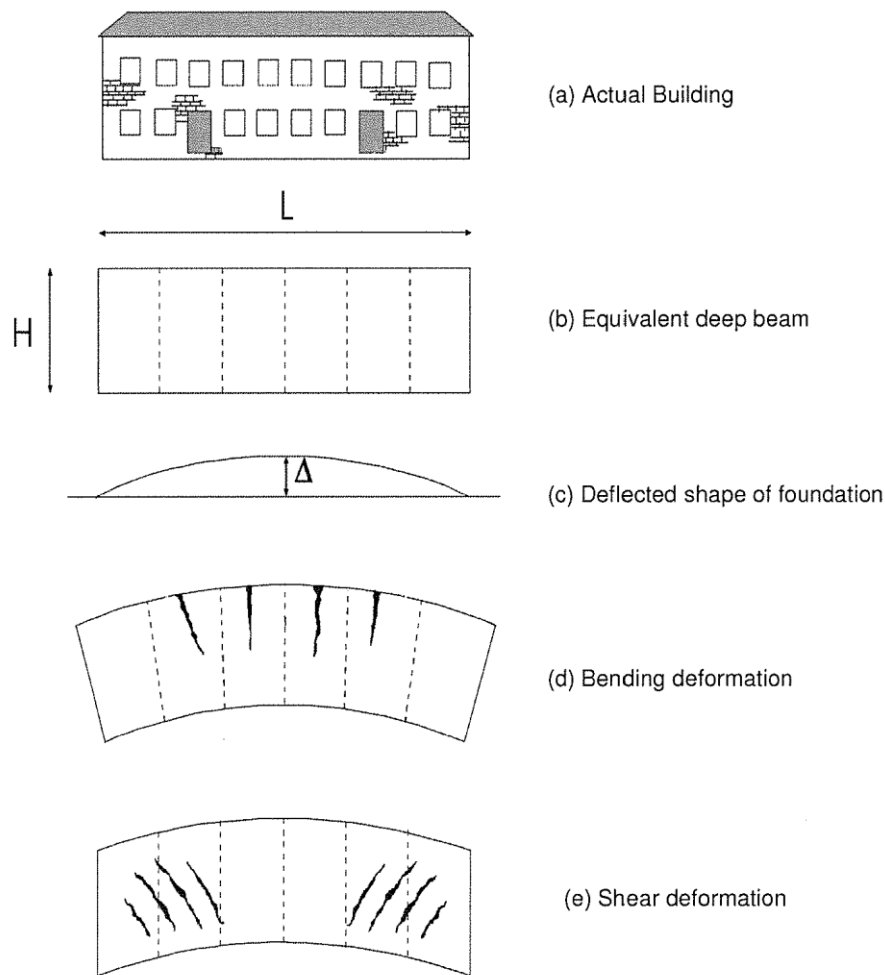 (a) Actual Building
L
H
(b) Equivalent deep beam
Δ
(c) Deflected shape of foundation
(d) Bending deformation
(e) Shear deformation